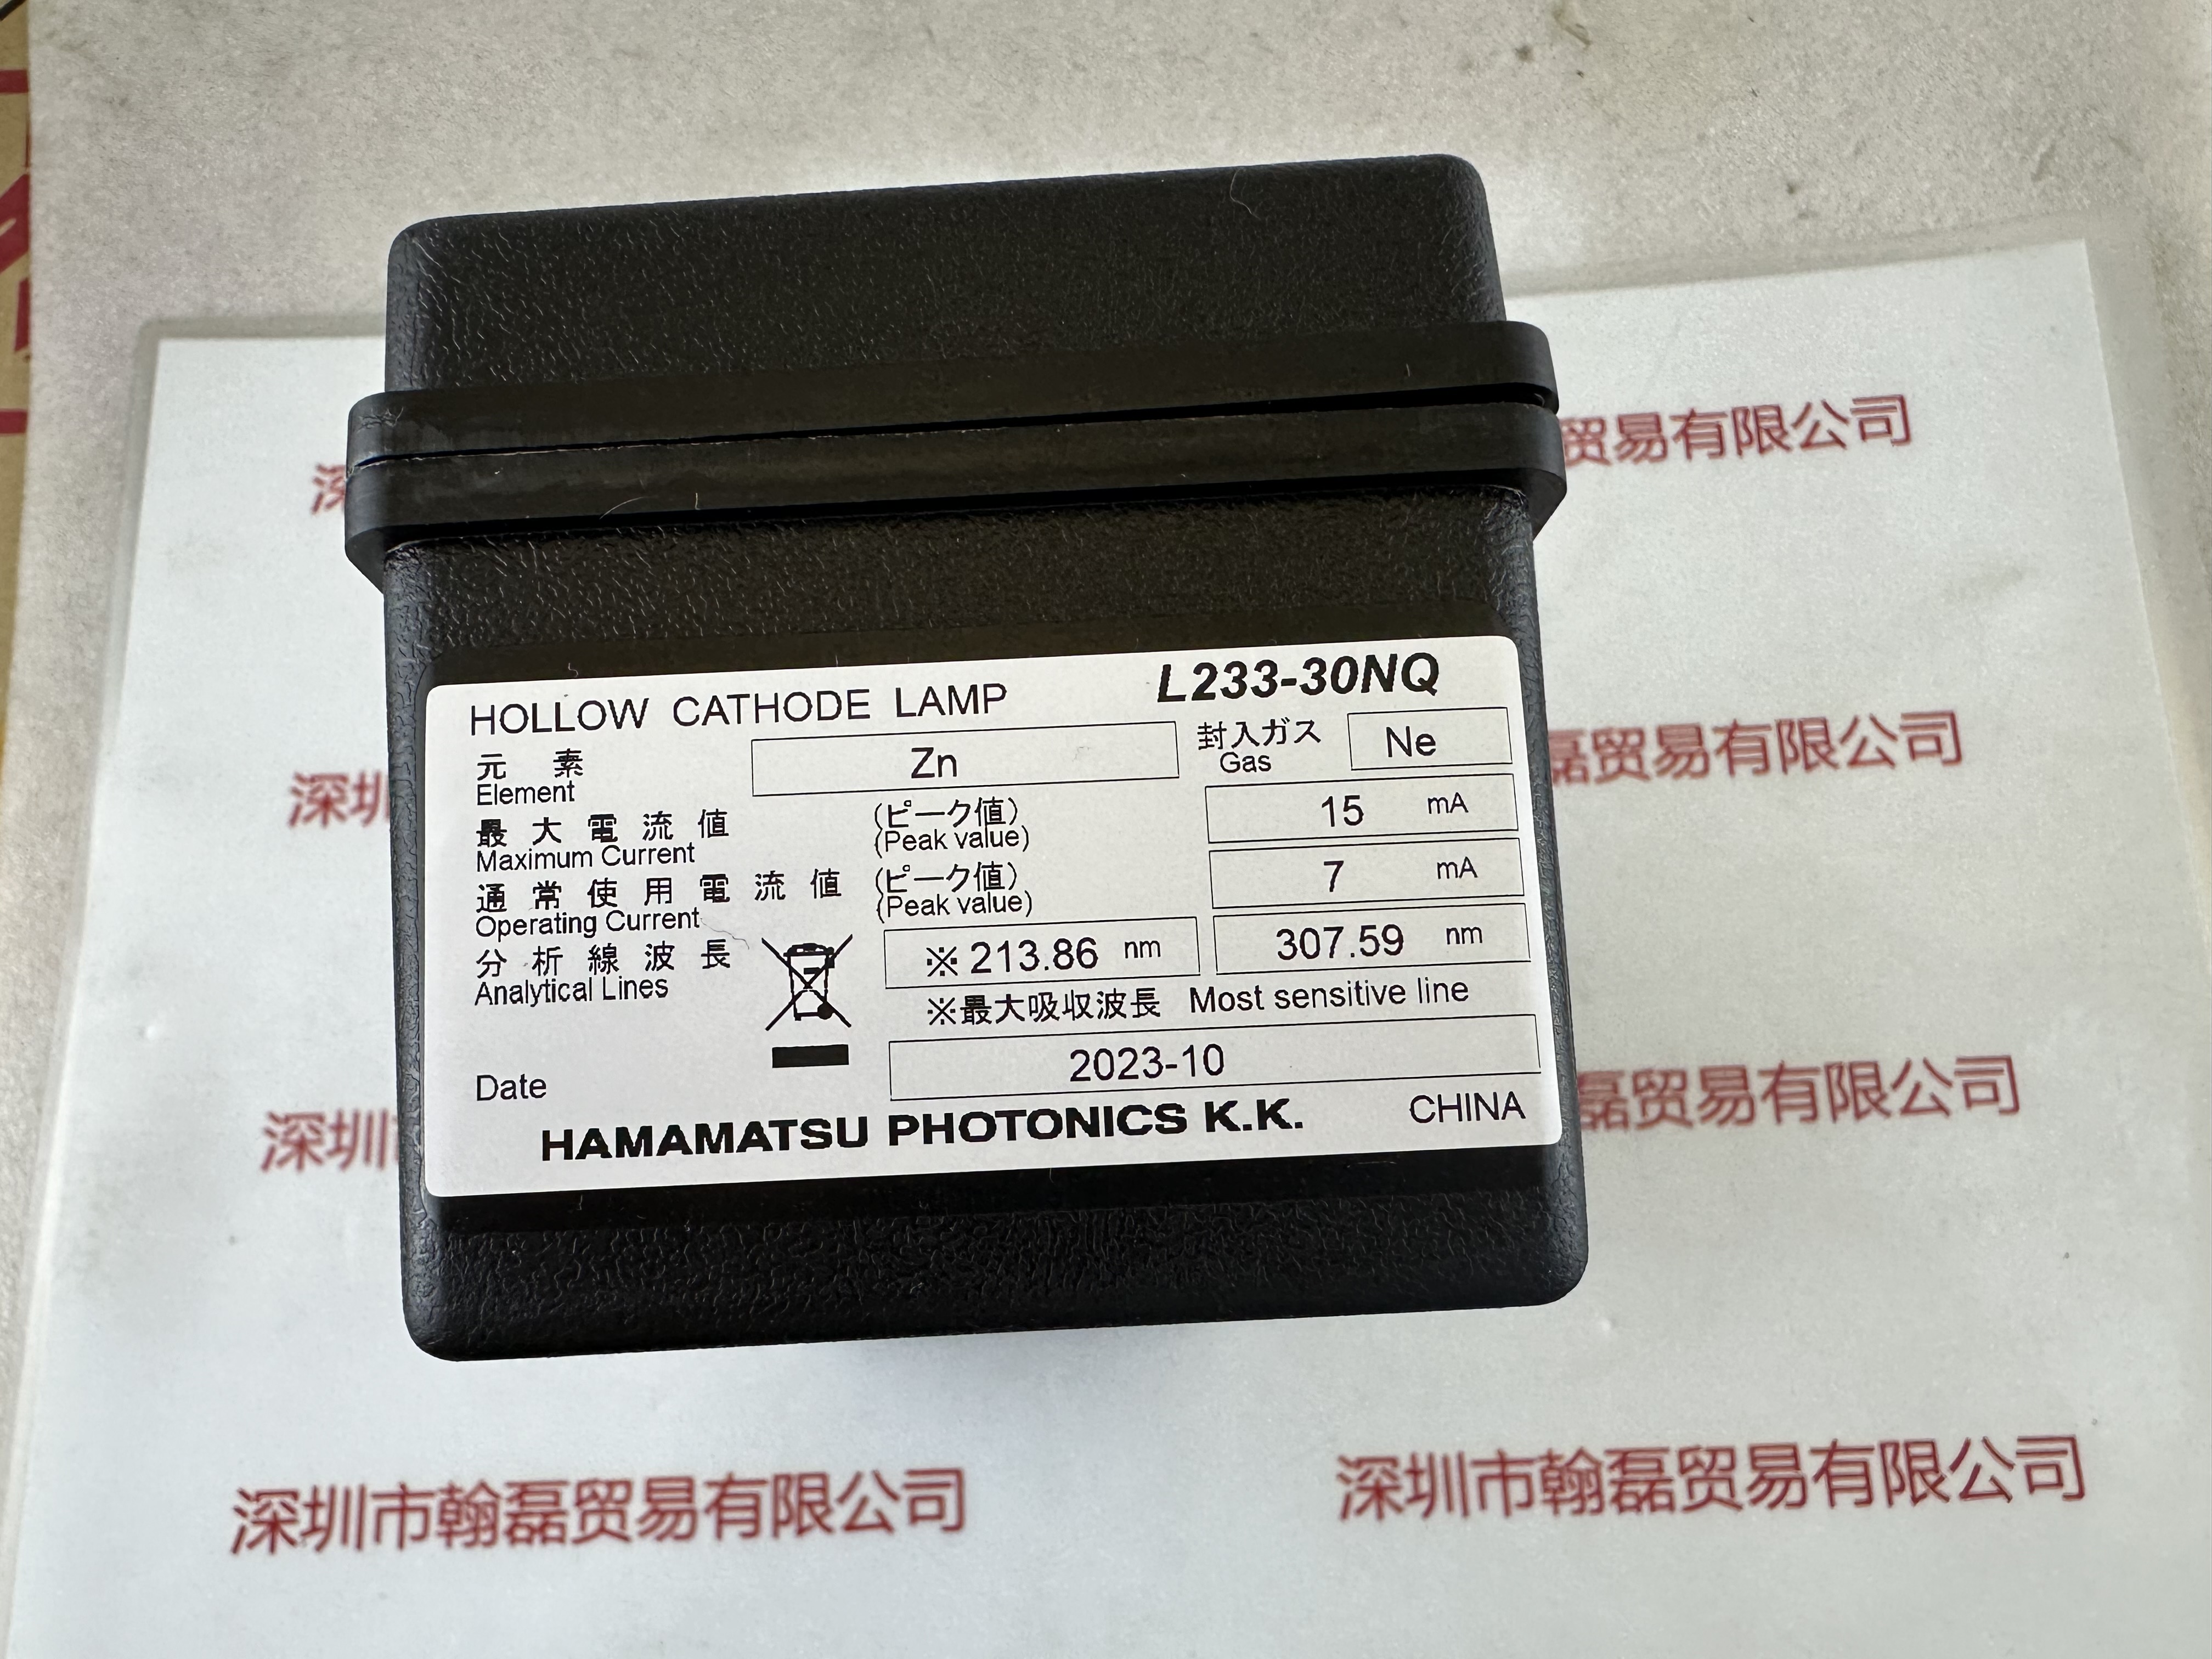 深
贸易有限公司
HOLLOW CATHODE LAMP L233-30NQ
元素 Zn 封入ガス Ne
Element Gas
最大電流値 (ピーク値) 15 mA
Maximum Current (Peak value)
通常使用電流値 (ピーク値) 7 mA
Operating Current (Peak value)
分析線波長 ※213.86 nm 307.59 nm
Analytical Lines
※最大吸収波長 Most sensitive line
Date 2023-10
HAMAMATSU PHOTONICS K.K. CHINA
深圳 磊贸易有限公司
深圳 磊贸易有限公司
深圳市翰磊贸易有限公司 深圳市翰磊贸易有限公司